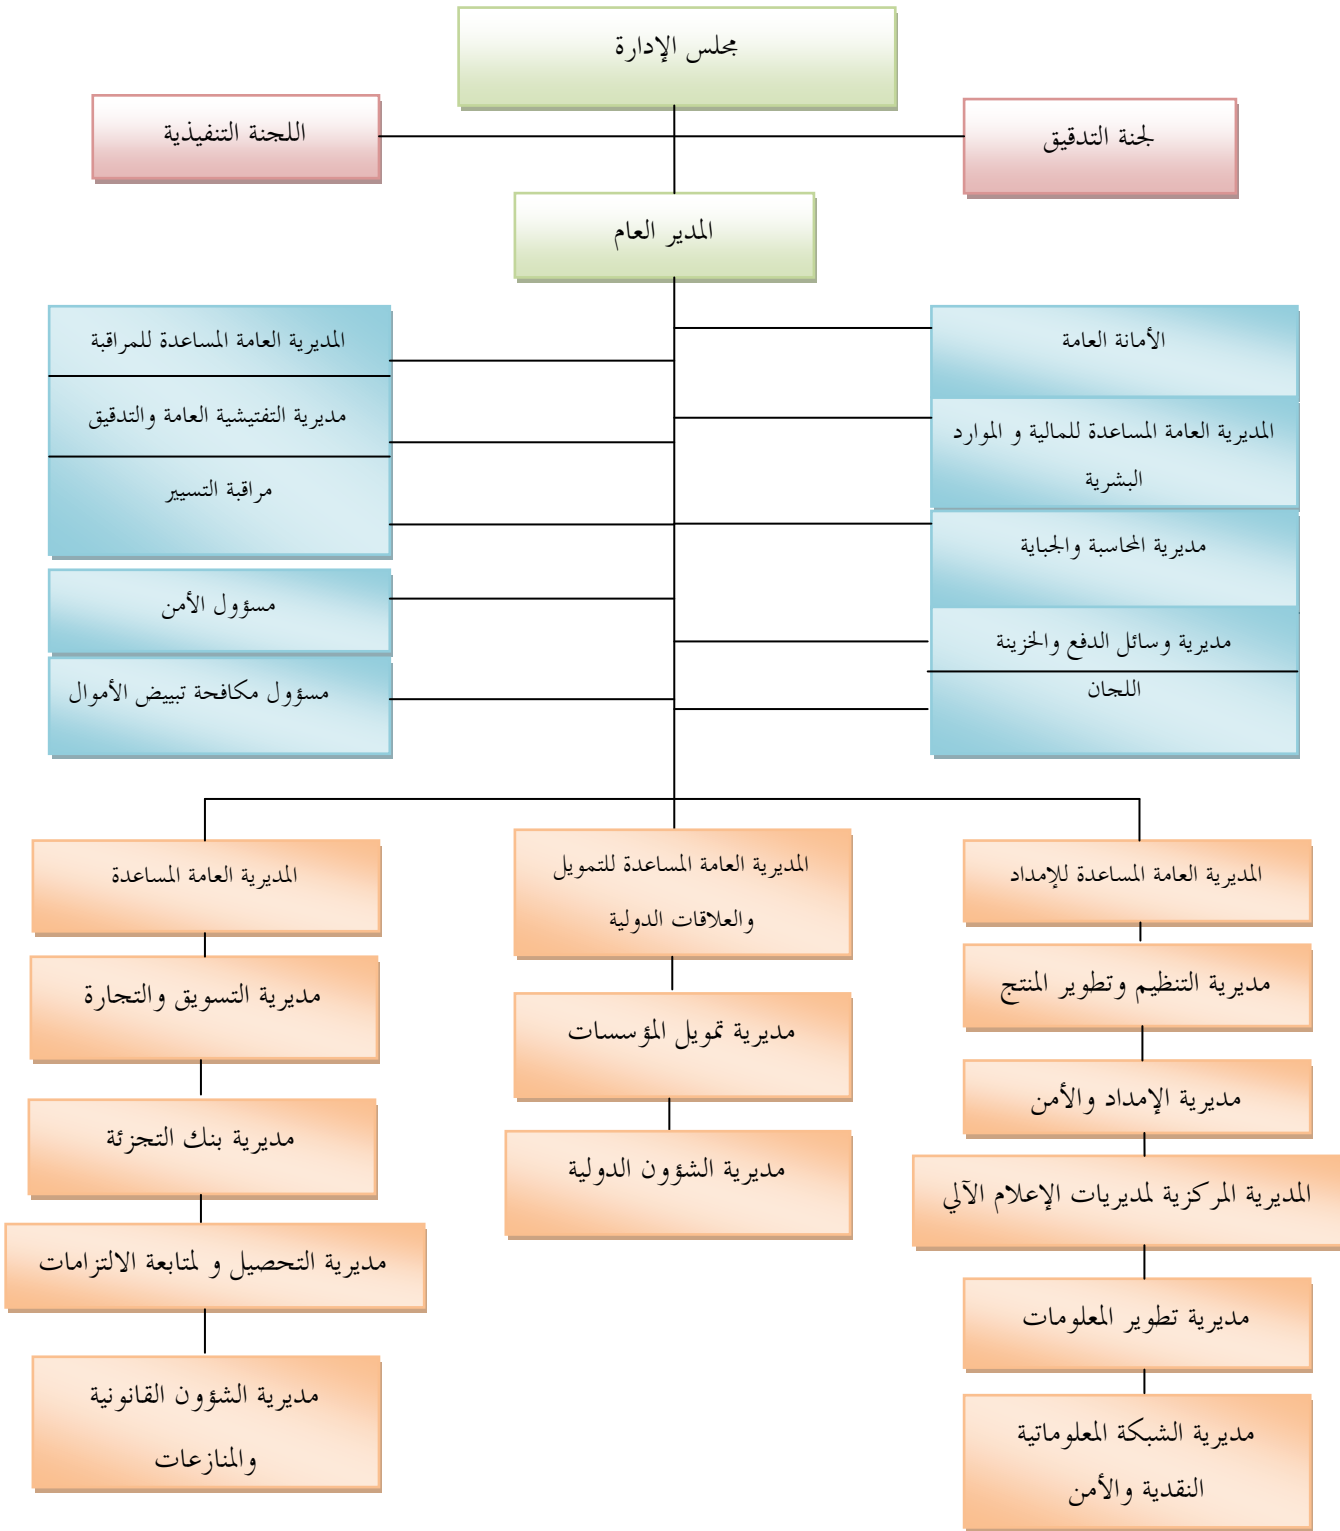 مجلس الإدارة
لجنة التدقيق
اللجنة التنفيذية
المدير العام
الأمانة العامة
المديرية العامة المساعدة للمالية و الموارد
البشرية
مديرية المحاسبة والجباية
مديرية وسائل الدفع والخزينة
اللجان
المديرية العامة المساعدة للمراقبة
مديرية التفتيشية العامة والتدقيق
مراقبة التسيير
مسؤول الأمن
مسؤول مكافحة تبييض الأموال
المديرية العامة المساعدة للإمداد
مديرية التنظيم وتطوير المنتج
مديرية الإمداد والأمن
المديرية المركزية لمديريات الإعلام الآلي
مديرية تطوير المعلومات
مديرية الشبكة المعلوماتية
النقدية والأمن
المديرية العامة المساعدة للتمويل
والعلاقات الدولية
مديرية تمويل المؤسسات
مديرية الشؤون الدولية
المديرية العامة المساعدة
مديرية التسويق والتجارة
مديرية بنك التجزئة
مديرية التحصيل و لمتابعة الالتزامات
مديرية الشؤون القانونية
والمنازعات